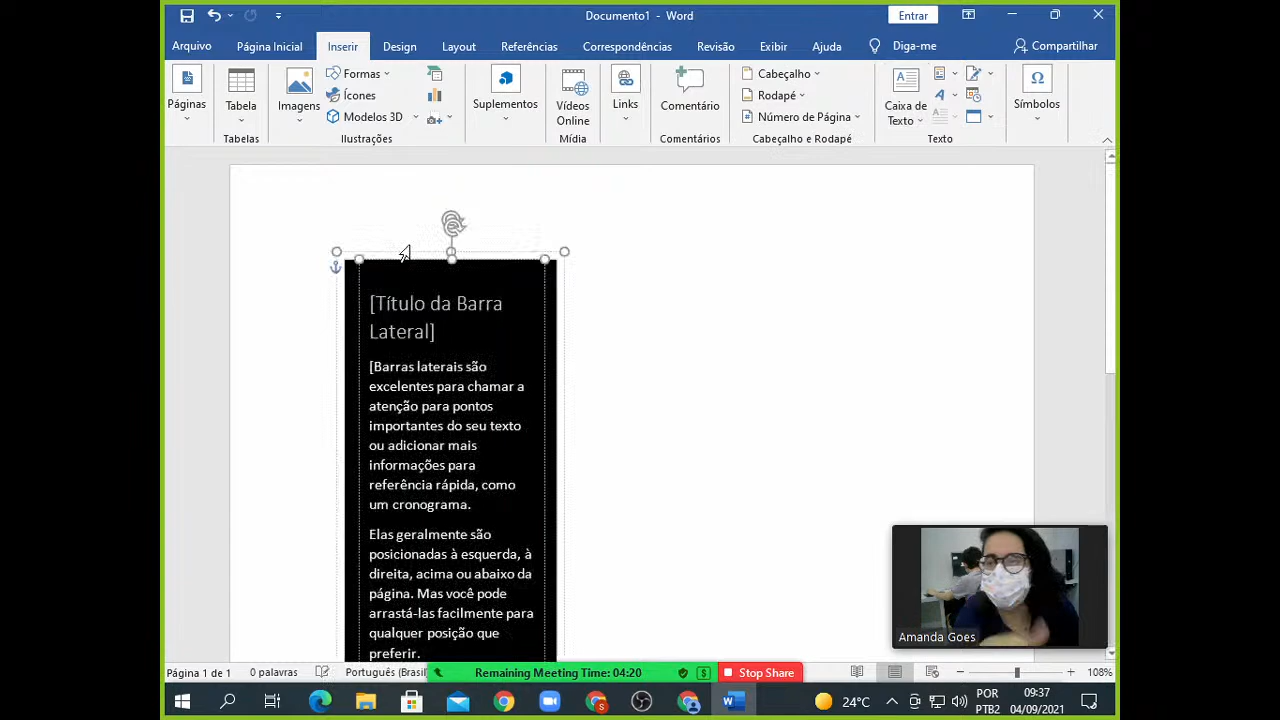 Documento1 - Word
Entrar
Arquivo
Página Inicial
Inserir
Design
Layout
Referências
Correspondências
Revisão
Exibir
Ajuda
Diga-me
Compartilhar
Páginas
Tabela
Tabelas
Imagens
Formas
Ícones
Modelos 3D
Ilustrações
Suplementos
Vídeos
Online
Mídia
Links
Comentário
Comentários
Cabeçalho
Rodapé
Número de Página
Cabeçalho e Rodapé
Caixa de
Texto
Texto
Símbolos
[Título da Barra
Lateral]
[Barras laterais são
excelentes para chamar a
atenção para pontos
importantes do seu texto
ou adicionar mais
informações para
referência rápida, como
um cronograma.
Elas geralmente são
posicionadas à esquerda, à
direita, acima ou abaixo da
página. Mas você pode
arrastá-las facilmente para
qualquer posição que
preferir.
Amanda Goes
Página 1 de 1
0 palavras
Português (Brasil
Remaining Meeting Time: 04:20
Stop Share
108%
24°C
POR
PTB2
09:37
04/09/2021